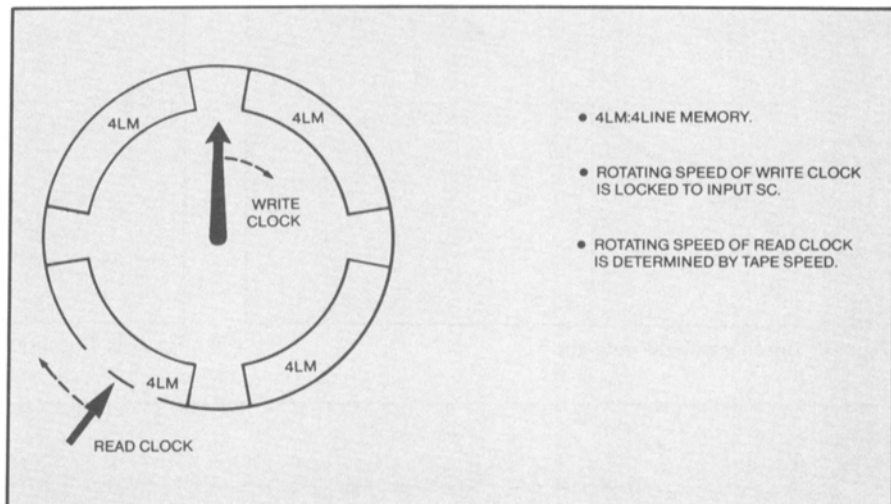 4LM
4LM
WRITE
CLOCK
4LM
4LM
READ CLOCK
• 4LM:4LINE MEMORY.
• ROTATING SPEED OF WRITE CLOCK
IS LOCKED TO INPUT SC.
• ROTATING SPEED OF READ CLOCK
IS DETERMINED BY TAPE SPEED.